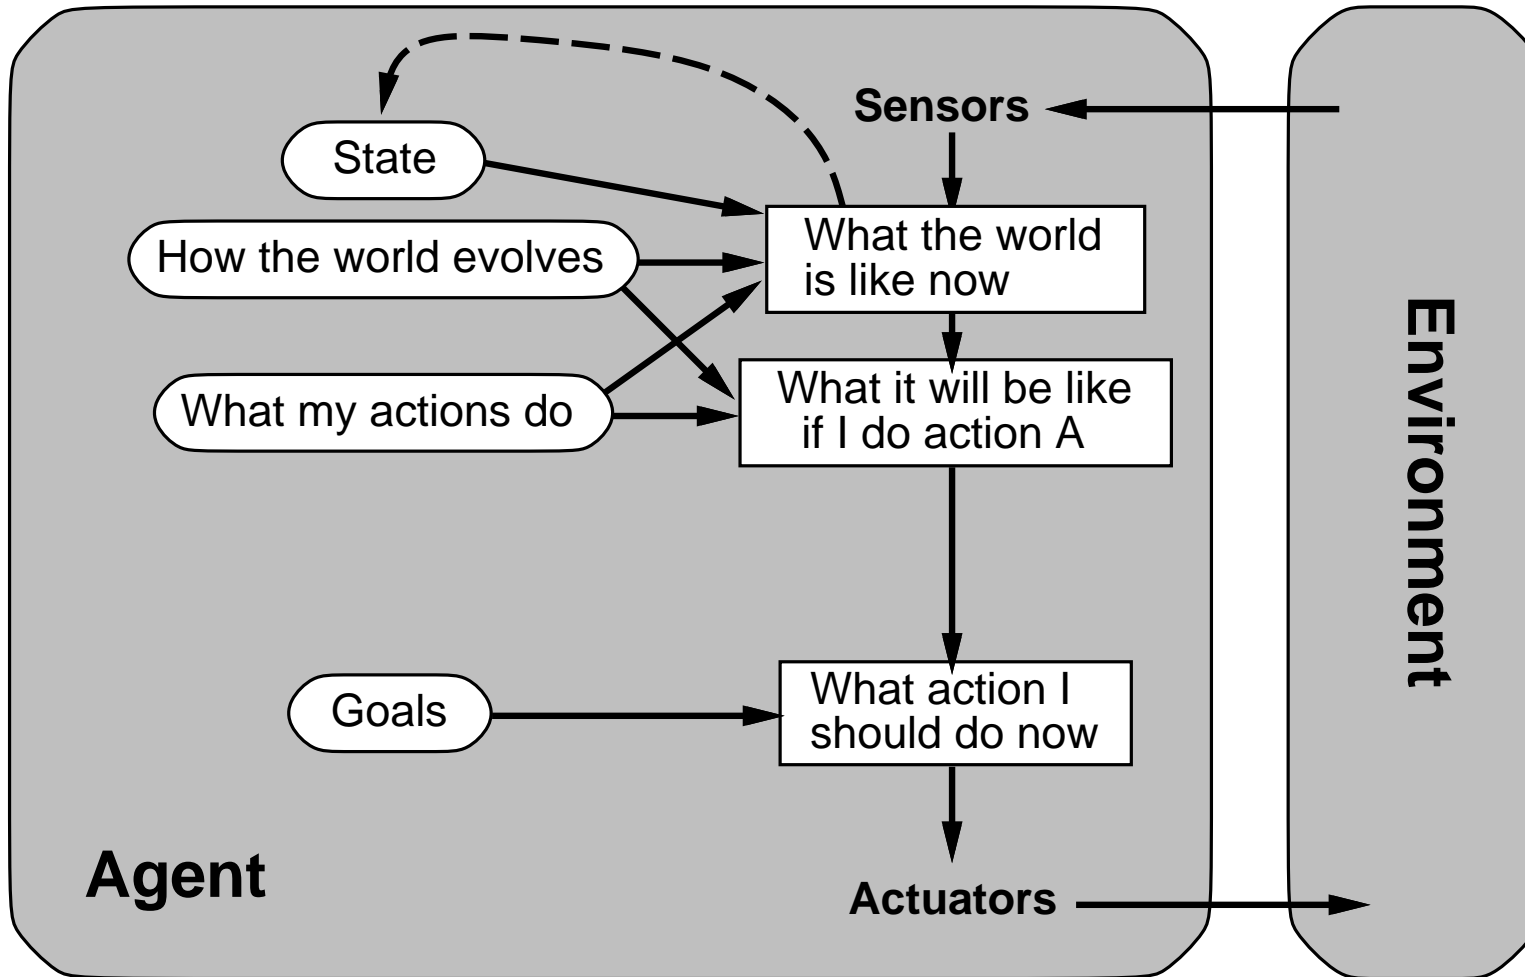 Sensors
State
What the world
is like now
How the world evolves
What it will be like
if I do action A
What my actions do
Goals
What action I
should do now
Agent
Actuators
Environment